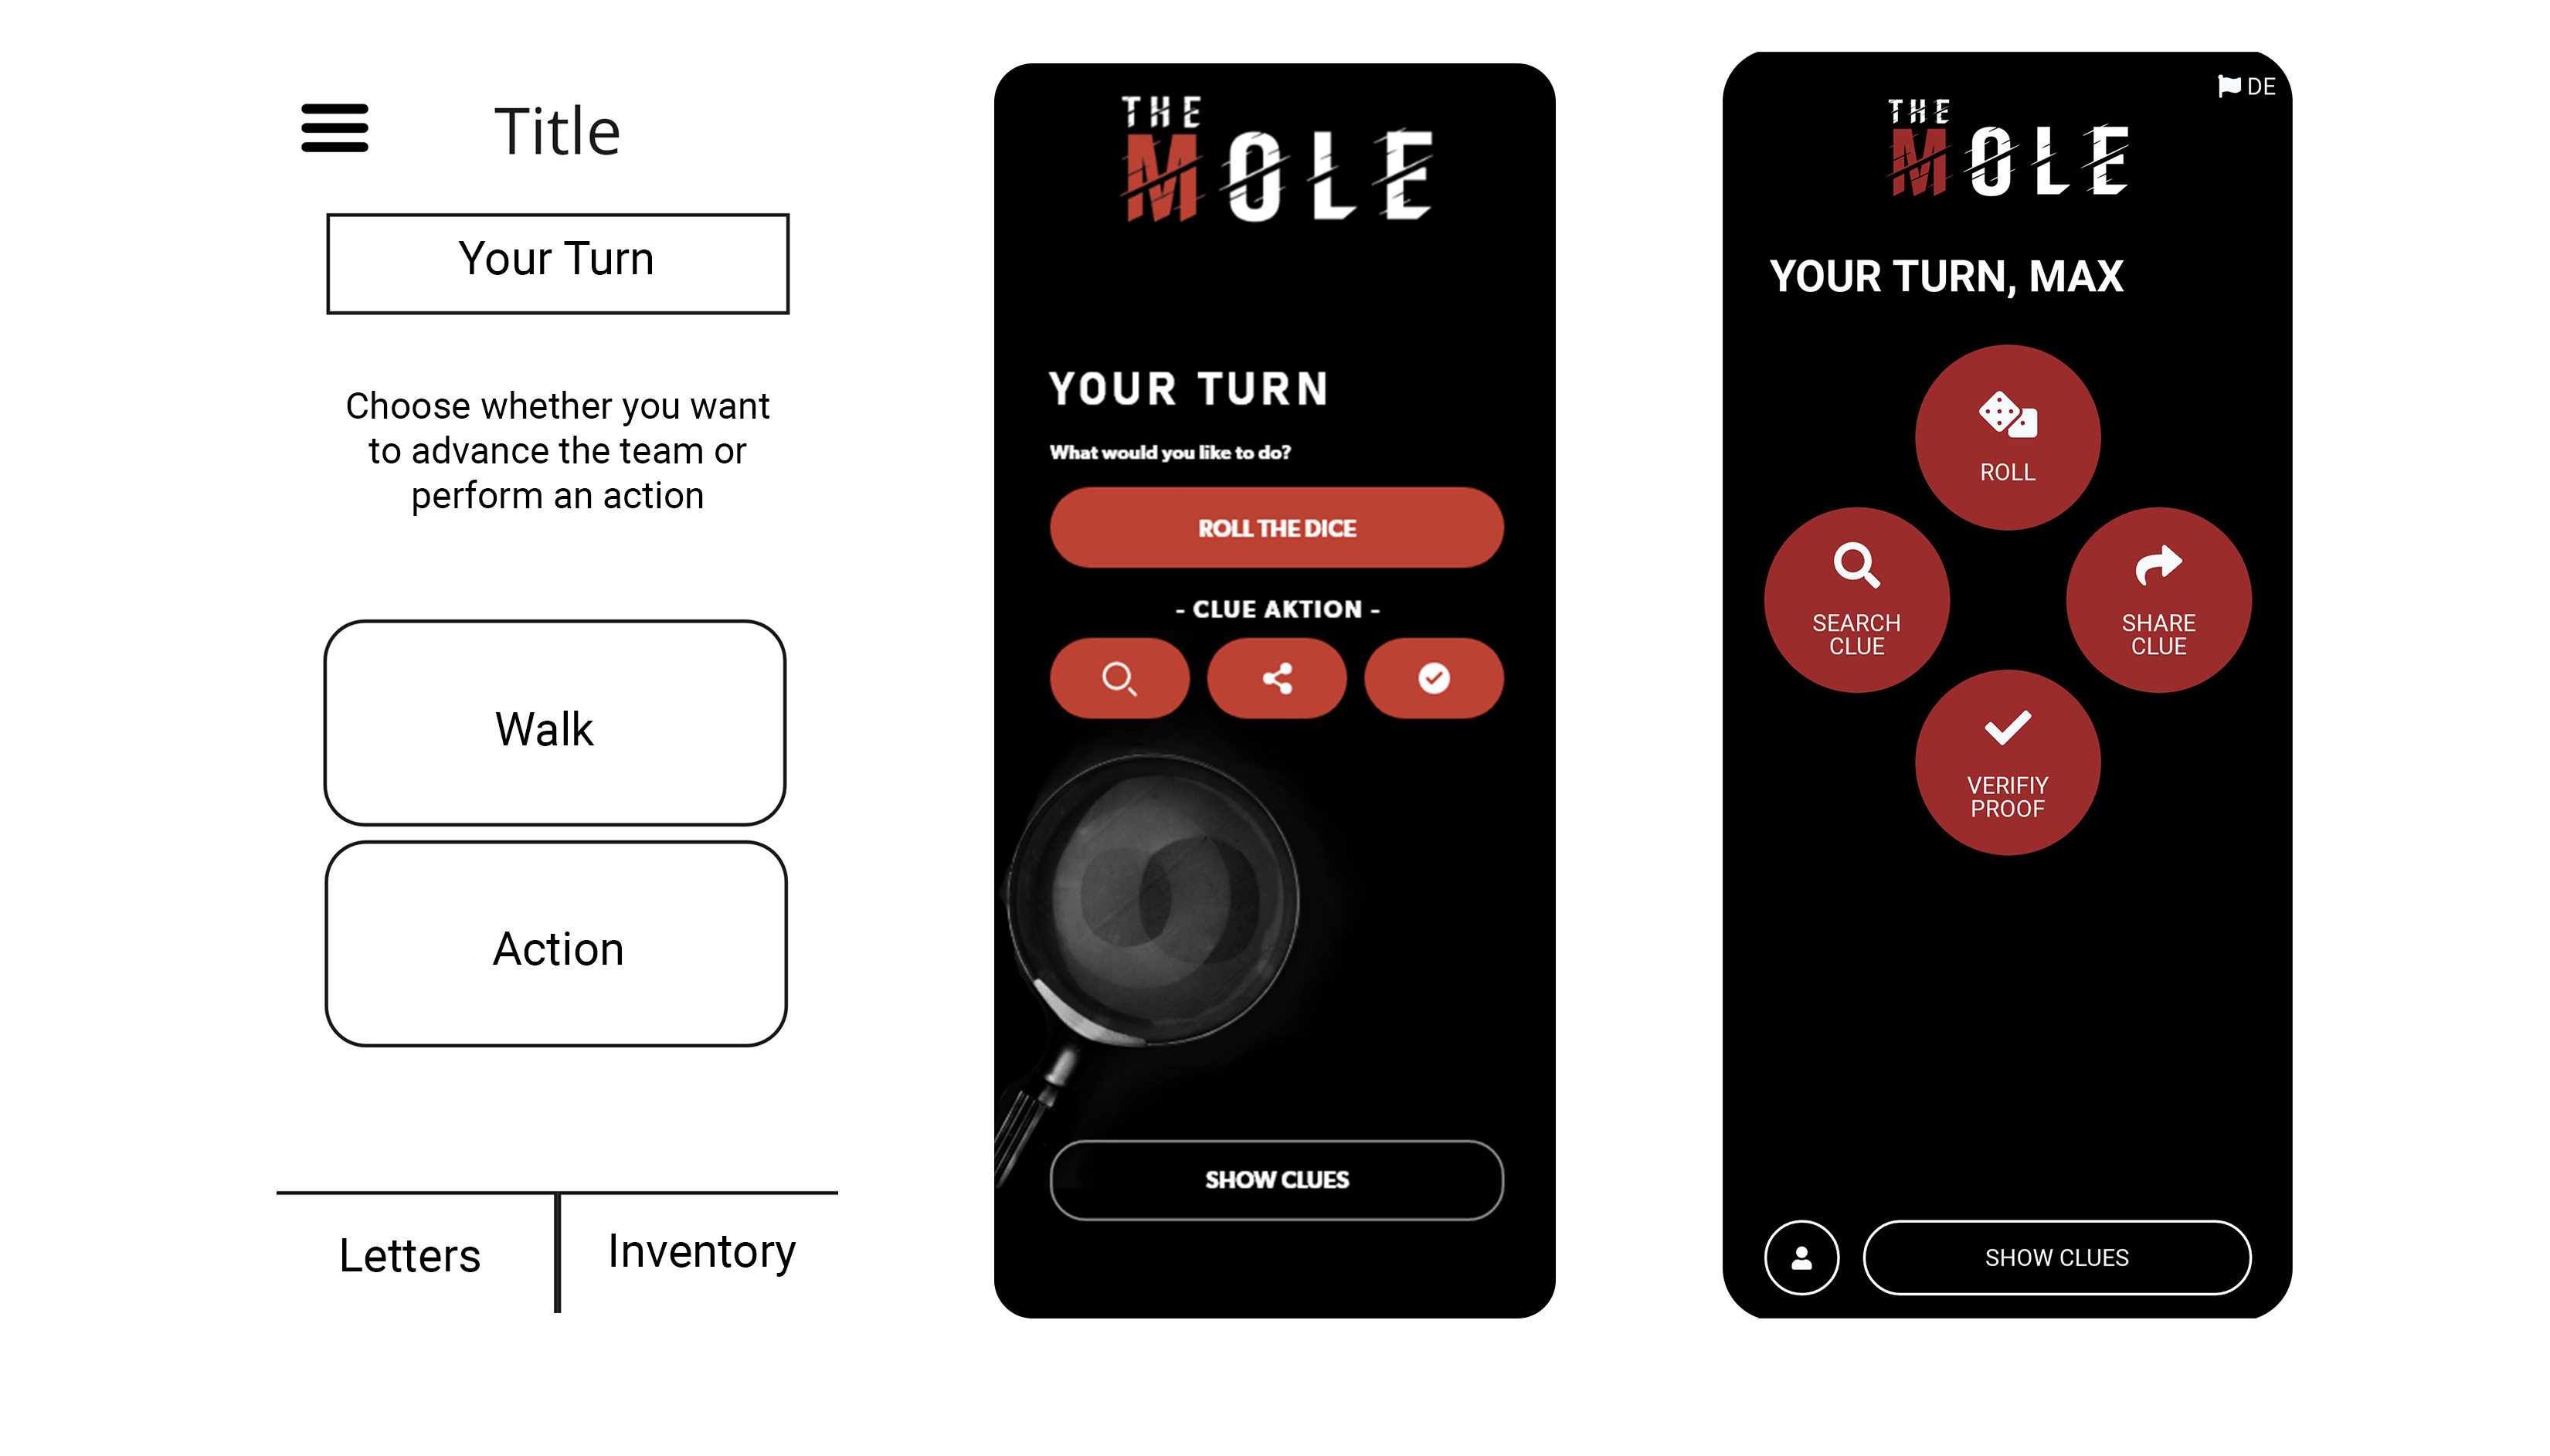 Title
Your Turn
Choose whether you want
to advance the team or
perform an action
Walk
Action
Letters
Inventory
THE
MOLE
YOUR TURN
What would you like to do?
ROLL THE DICE
- CLUE AKTION -
SHOW CLUES
DE
THE
MOLE
YOUR TURN, MAX
ROLL
SEARCH
CLUE
SHARE
CLUE
VERIFIY
PROOF
SHOW CLUES